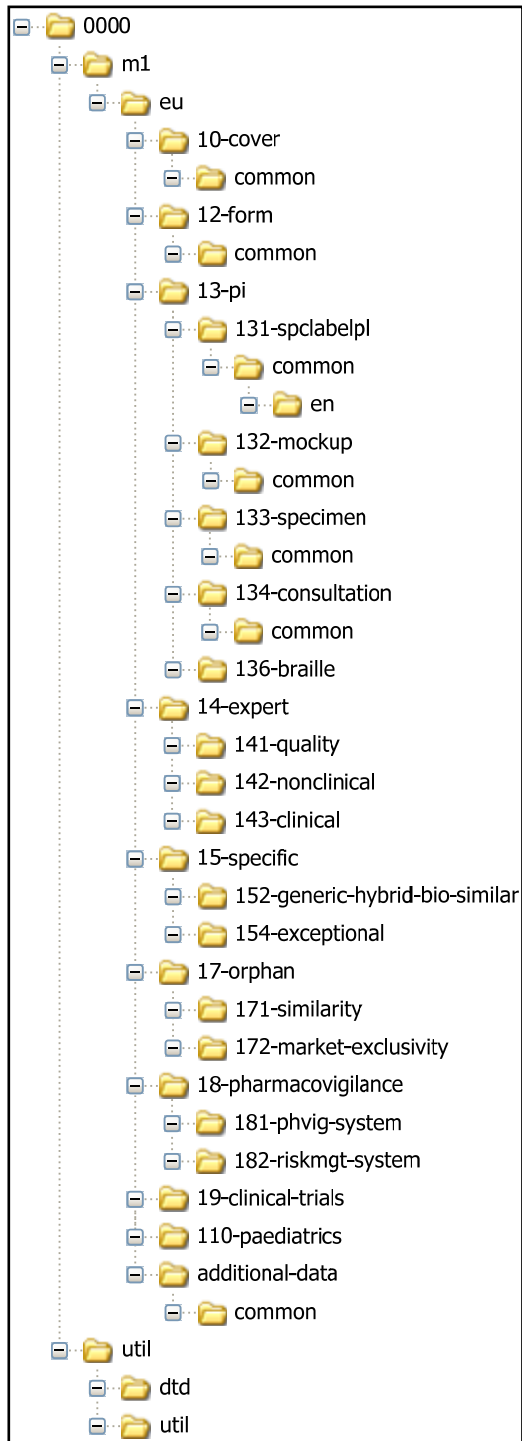 0000
m1
eu
10-cover
common
12-form
common
13-pi
131-spclabelpl
common
en
132-mockup
common
133-specimen
common
134-consultation
common
136-braille
14-expert
141-quality
142-nonclinical
143-clinical
15-specific
152-generic-hybrid-bio-similar
154-exceptional
17-orphan
171-similarity
172-market-exclusivity
18-pharmacovigilance
181-phvig-system
182-riskmgt-system
19-clinical-trials
110-paediatrics
additional-data
common
util
dtd
util